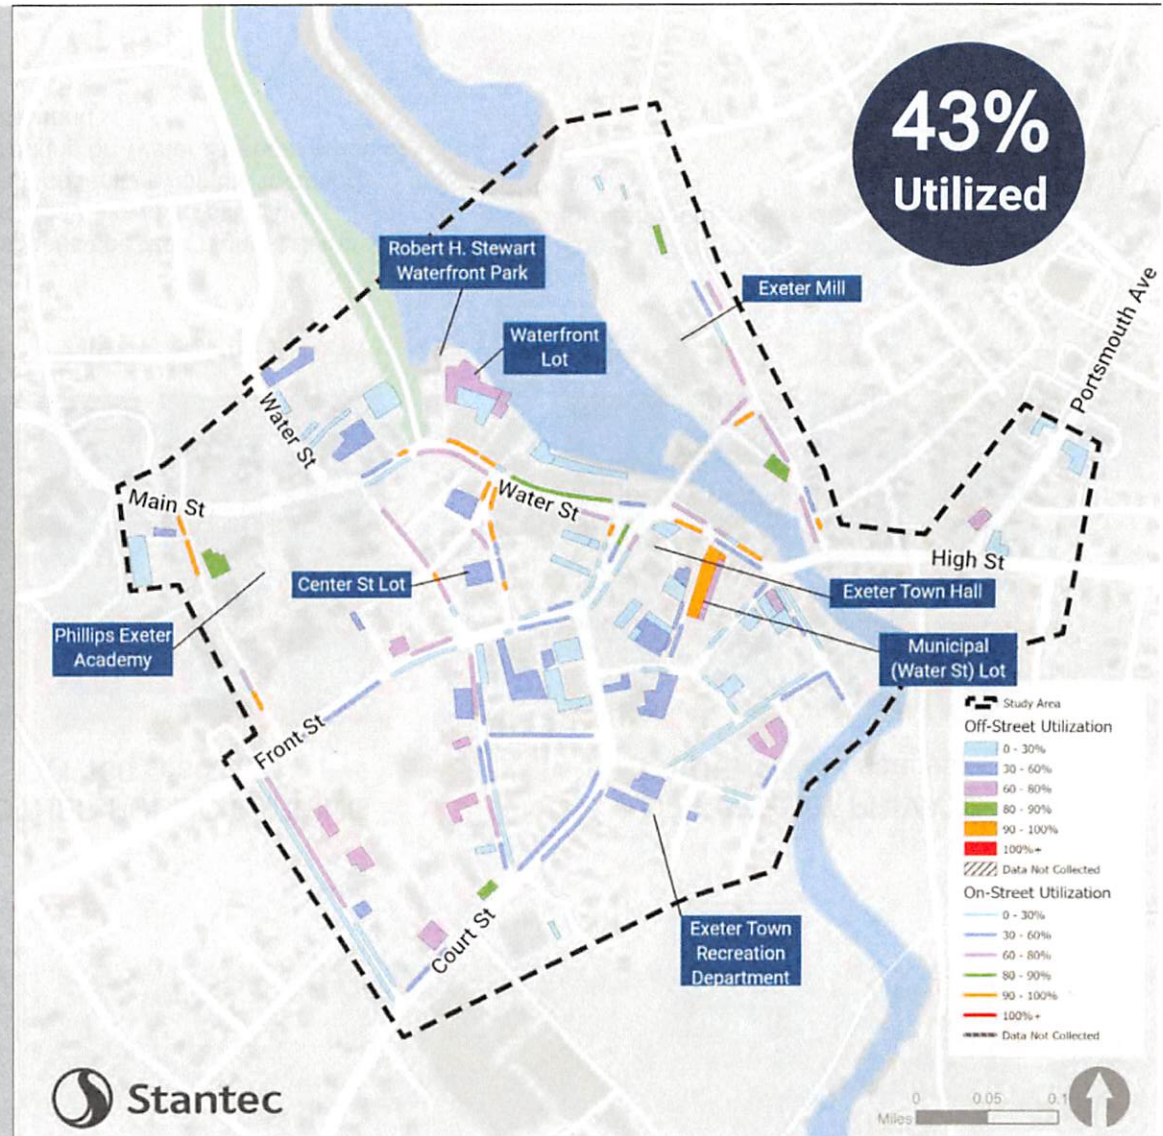 43%
Utilized
Robert H. Stewart
Waterfront Park
Exeter Mill
Portsmouth Ave
Waterfront
Lot
Water St
Main St
Water St
High St
Center St Lot
Exeter Town Hall
Phillips Exeter
Academy
Municipal
(Water St) Lot
Front St
Court St
Exeter Town
Recreation
Department
Study Area
Off-Street Utilization
0 - 30%
30 - 60%
60 - 80%
80 - 90%
90 - 100%
100%+
Data Not Collected
On-Street Utilization
0 - 30%
30 - 60%
60 - 80%
80 - 90%
90 - 100%
100%+
Data Not Collected
Stantec
0 0.05 0.1
Miles